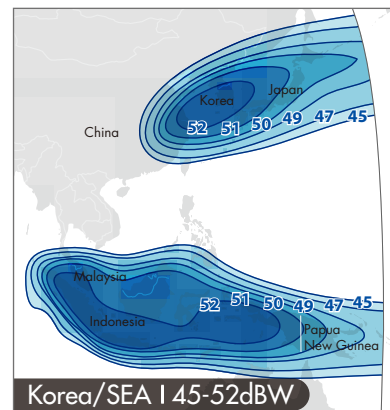 Korea
Japan
China
52 51 50 49 47 45
Malaysia
Indonesia
52 51 50 49 47 45
Papua
New Guinea
Korea/SEA I 45-52dBW